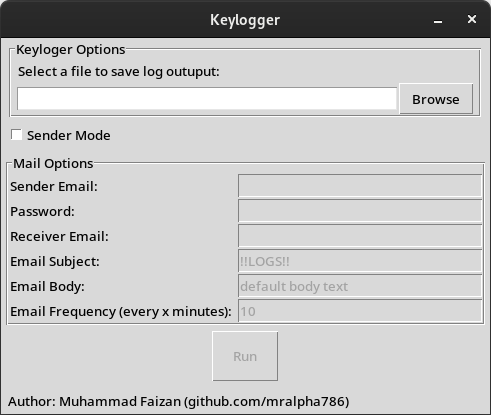 Keylogger
Keyloger Options
Select a file to save log outuput:
Browse
Sender Mode
Mail Options
Sender Email:
Password:
Receiver Email:
Email Subject: !!LOGS!!
Email Body: default body text
Email Frequency (every x minutes): 10
Run
Author: Muhammad Faizan (github.com/mralpha786)